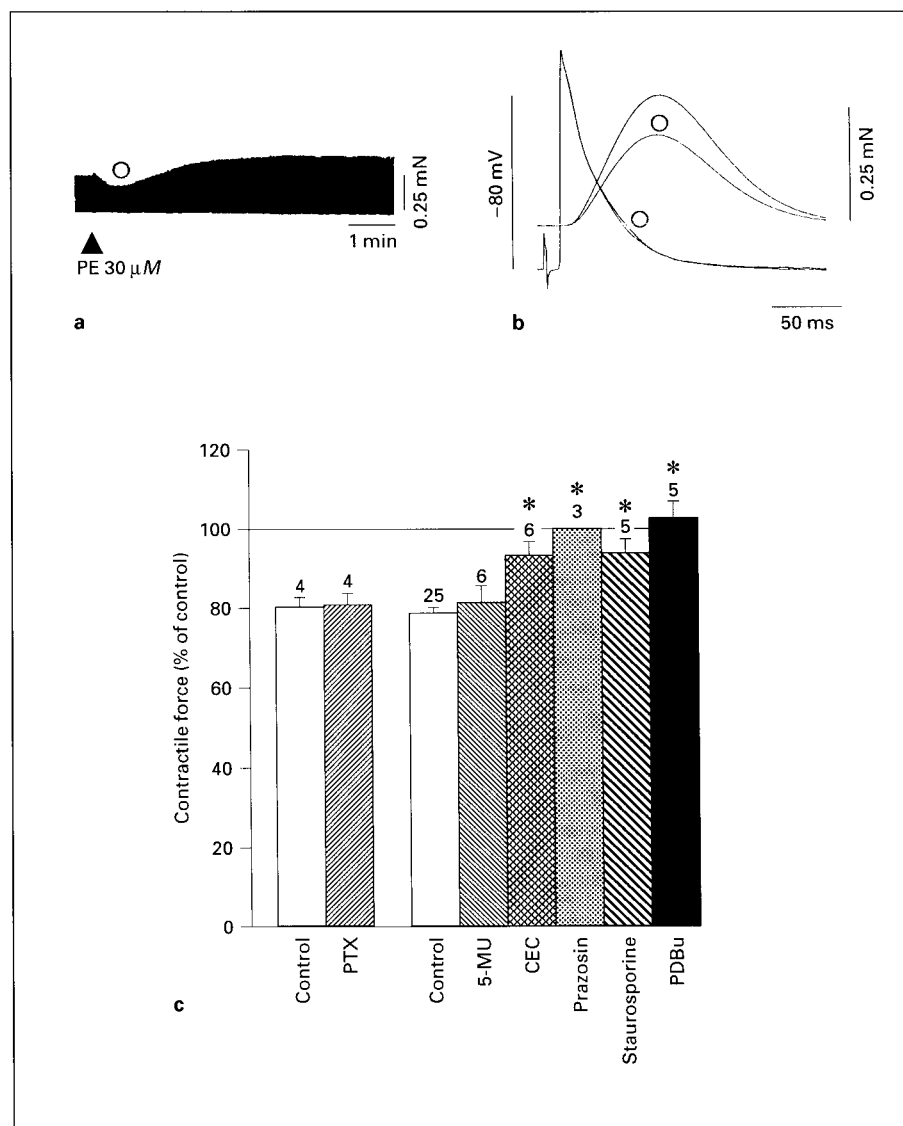 0.25 mN
1 min
PE 30 μM
a
−80 mV
0.25 mN
50 ms
b
Contractile force (% of control)
120
100
80
60
40
20
0
4
4
25
6
*
6
*
3
*
5
*
5
Control
PTX
Control
5-MU
CEC
Prazosin
Staurosporine
PDBu
c